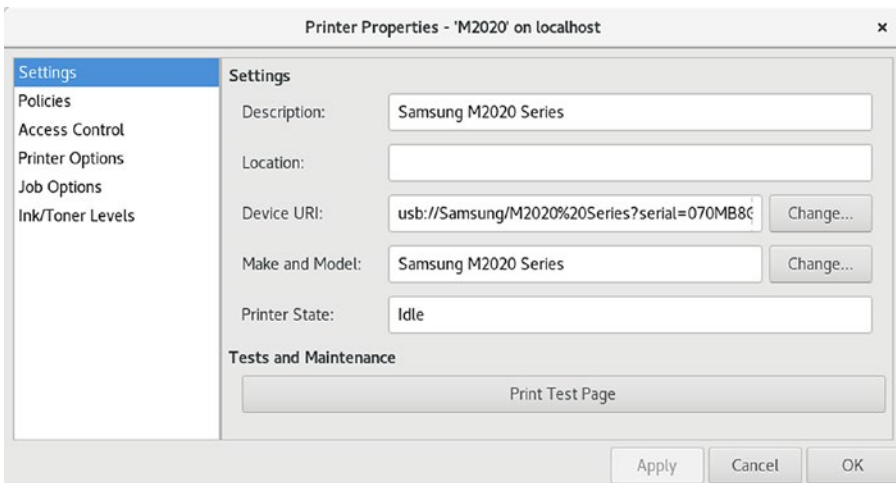 Printer Properties - 'M2020' on localhost
Settings
Policies
Access Control
Printer Options
Job Options
Ink/Toner Levels
Settings
Description: Samsung M2020 Series
Location:
Device URI: usb://Samsung/M2020%20Series?serial=070MB8 Change...
Make and Model: Samsung M2020 Series Change...
Printer State: Idle
Tests and Maintenance
Print Test Page
Apply Cancel OK